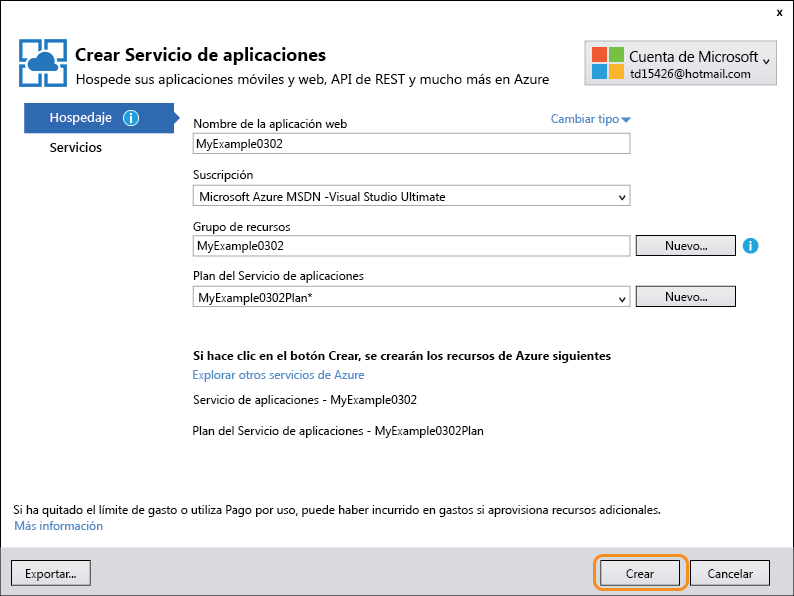 x
Crear Servicio de aplicaciones
Hospede sus aplicaciones móviles y web, API de REST y mucho más en Azure
Cuenta de Microsoft
td15426@hotmail.com
Hospedaje i
Servicios
Nombre de la aplicación web
Cambiar tipo
MyExample0302
Suscripción
Microsoft Azure MSDN -Visual Studio Ultimate
Grupo de recursos
MyExample0302
Nuevo... i
Plan del Servicio de aplicaciones
MyExample0302Plan*
Nuevo...
Si hace clic en el botón Crear, se crearán los recursos de Azure siguientes
Explorar otros servicios de Azure
Servicio de aplicaciones - MyExample0302
Plan del Servicio de aplicaciones - MyExample0302Plan
Si ha quitado el límite de gasto o utiliza Pago por uso, puede haber incurrido en gastos si aprovisiona recursos adicionales.
Más información
Exportar...
Crear
Cancelar